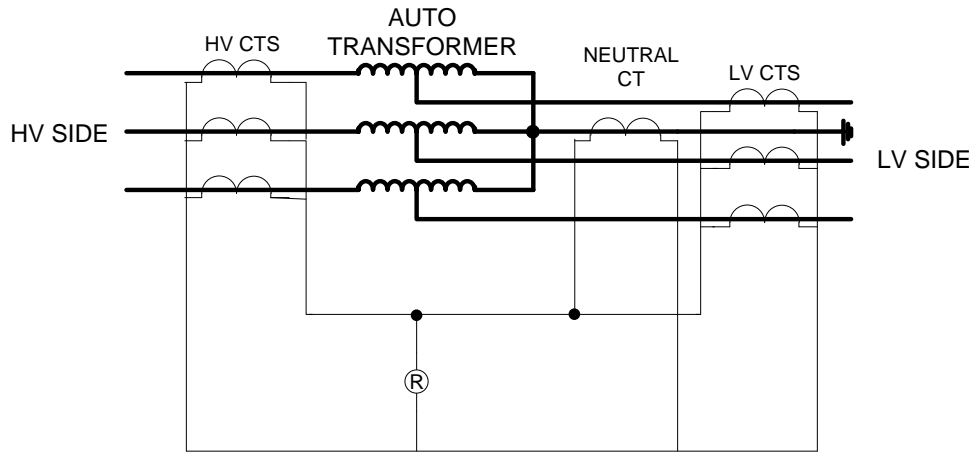 AUTO
TRANSFORMER
HV CTS
NEUTRAL
CT
LV CTS
HV SIDE
LV SIDE
R